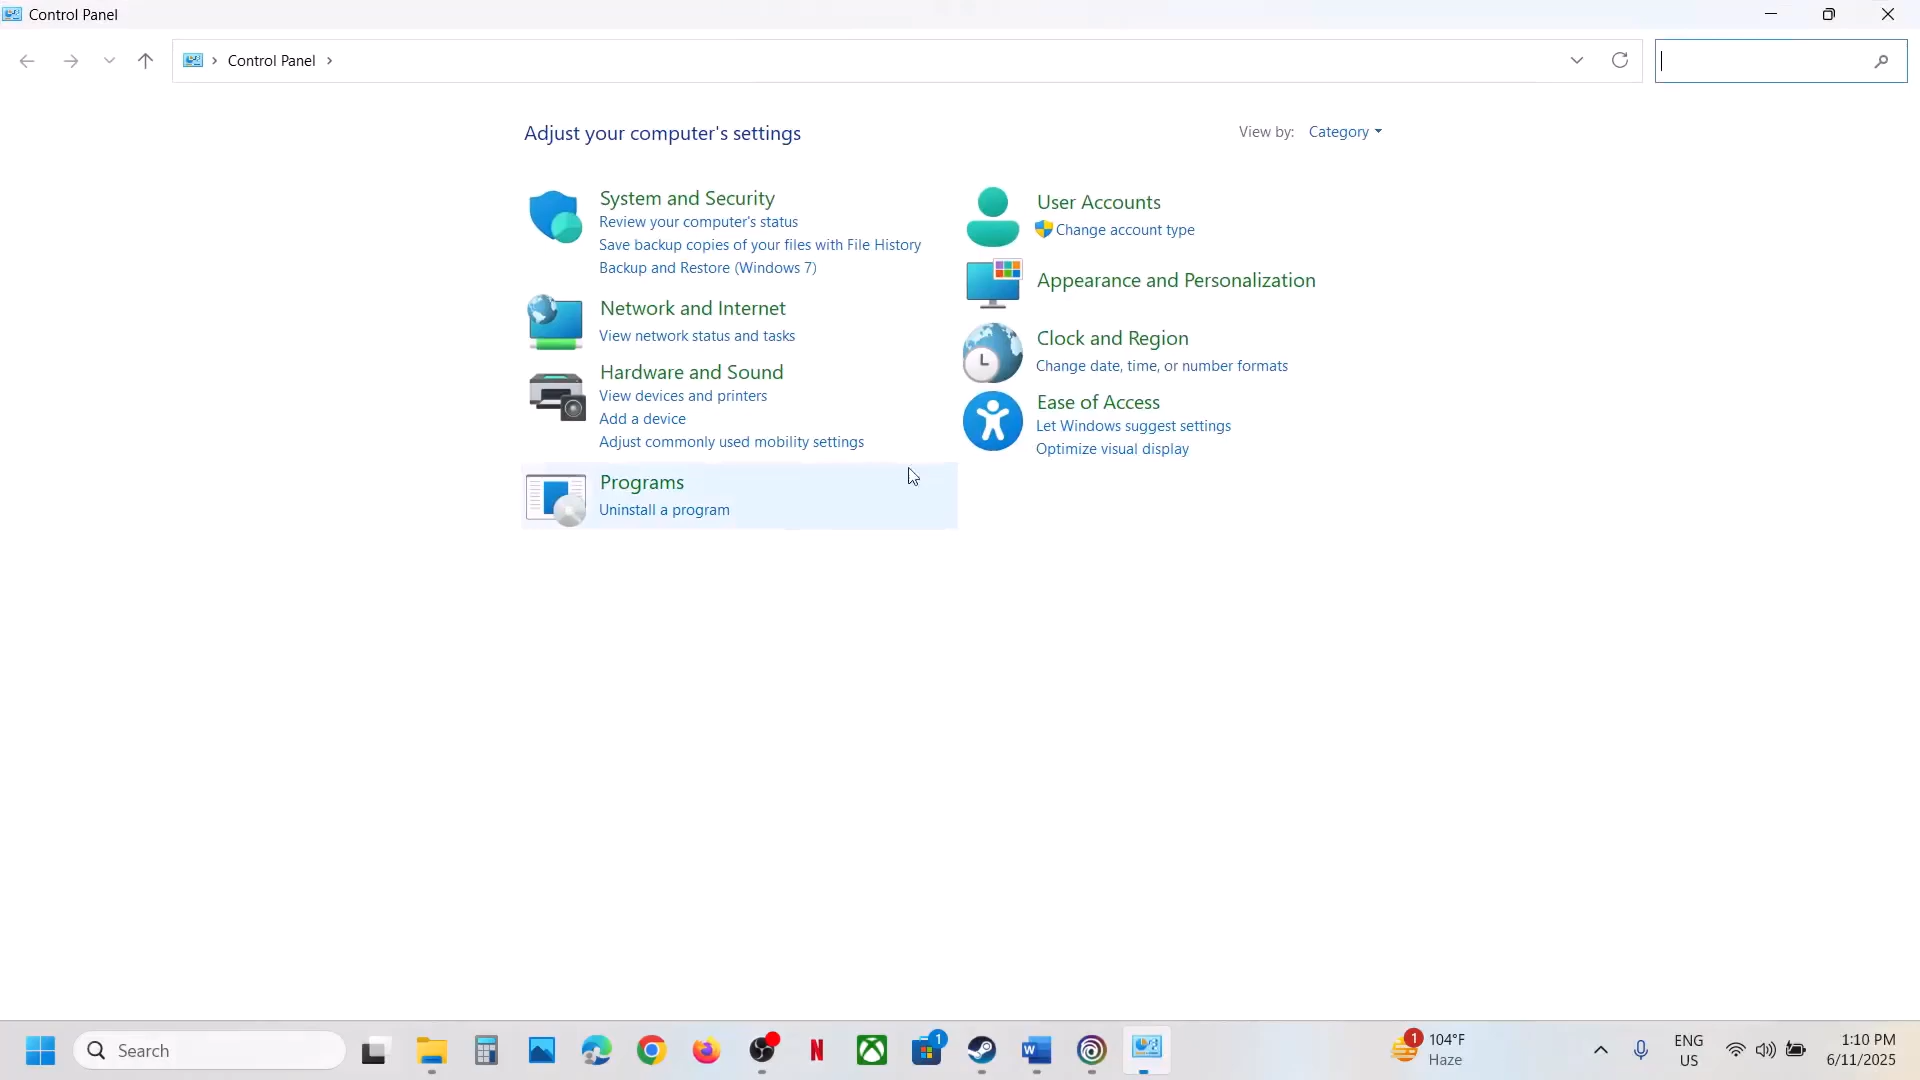 Control Panel
Control Panel
Adjust your computer's settings
View by: Category
System and Security
Review your computer's status
Save backup copies of your files with File History
Backup and Restore (Windows 7)
Network and Internet
View network status and tasks
Hardware and Sound
View devices and printers
Add a device
Adjust commonly used mobility settings
Programs
Uninstall a program
User Accounts
Change account type
Appearance and Personalization
Clock and Region
Change date, time, or number formats
Ease of Access
Let Windows suggest settings
Optimize visual display
Search
N
1
W
1
104°F
Haze
ENG
US
1:10 PM
6/11/2025